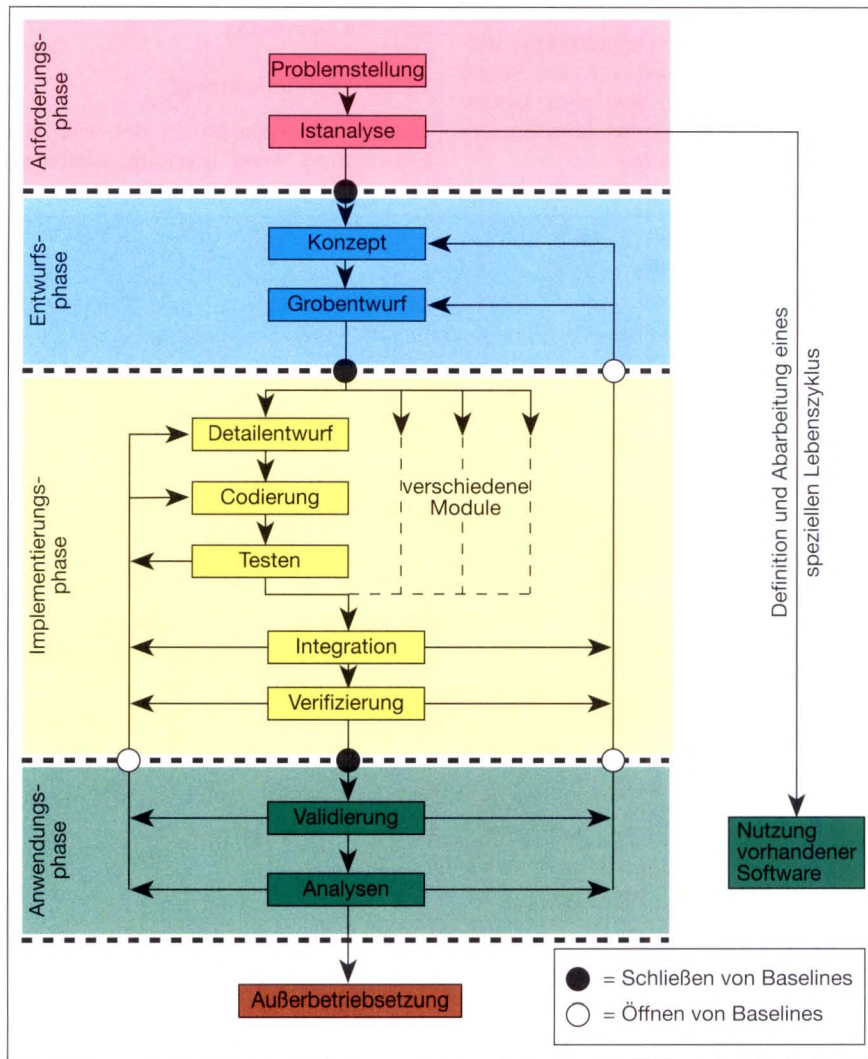 Anforderungs-
phase
Problemstellung
Istanalyse
Entwurfs-
phase
Konzept
Grobentwurf
Implementierungs-
phase
Detailentwurf
Codierung
Testen
verschiedene
Module
Integration
Verifizierung
Anwendungs-
phase
Validierung
Analysen
Außerbetriebsetzung
Definition und Abarbeitung eines
speziellen Lebenszyklus
Nutzung
vorhandener
Software
= Schließen von Baselines
= Öffnen von Baselines